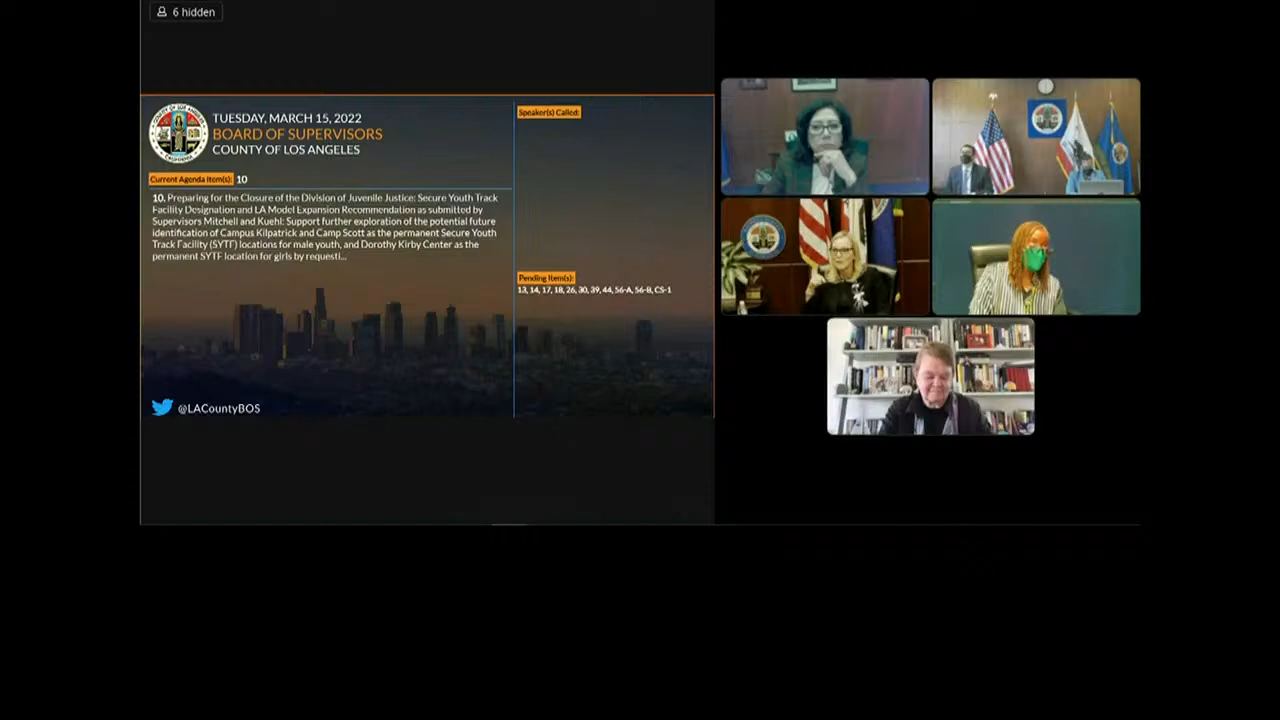 6 hidden
TUESDAY, MARCH 15, 2022
BOARD OF SUPERVISORS
COUNTY OF LOS ANGELES
Current Agenda Item(s): 10
10. Preparing for the Closure of the Division of Juvenile Justice: Secure Youth Track
Facility Designation and LA Model Expansion Recommendation as submitted by
Supervisors Mitchell and Kuehl: Support further exploration of the potential future
identification of Campus Kilpatrick and Camp Scott as the permanent Secure Youth
Track Facility (SYTF) locations for male youth, and Dorothy Kirby Center as the
permanent SYTF location for girls by requesti...
@LACountyBOS
Speaker(s) Called:
Pending Item(s):
13, 14, 17, 18, 26, 30, 39, 44, 56-A, 56-B, CS-1